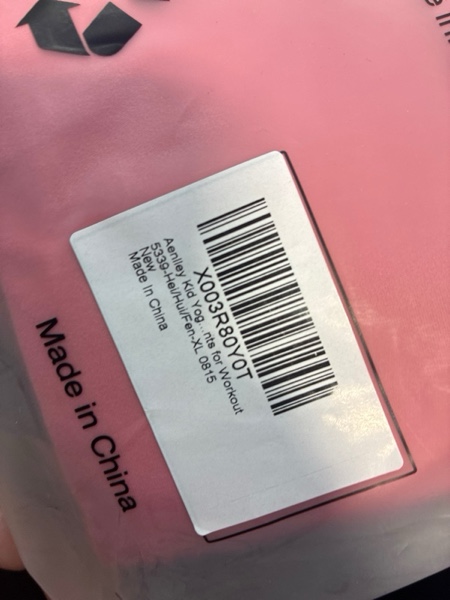 X003R80Y0T
Aenlley Kid Yog...nts for Workout
5339-Hei/Hui/Fen-XL 0815
New
Made In China
Made in China